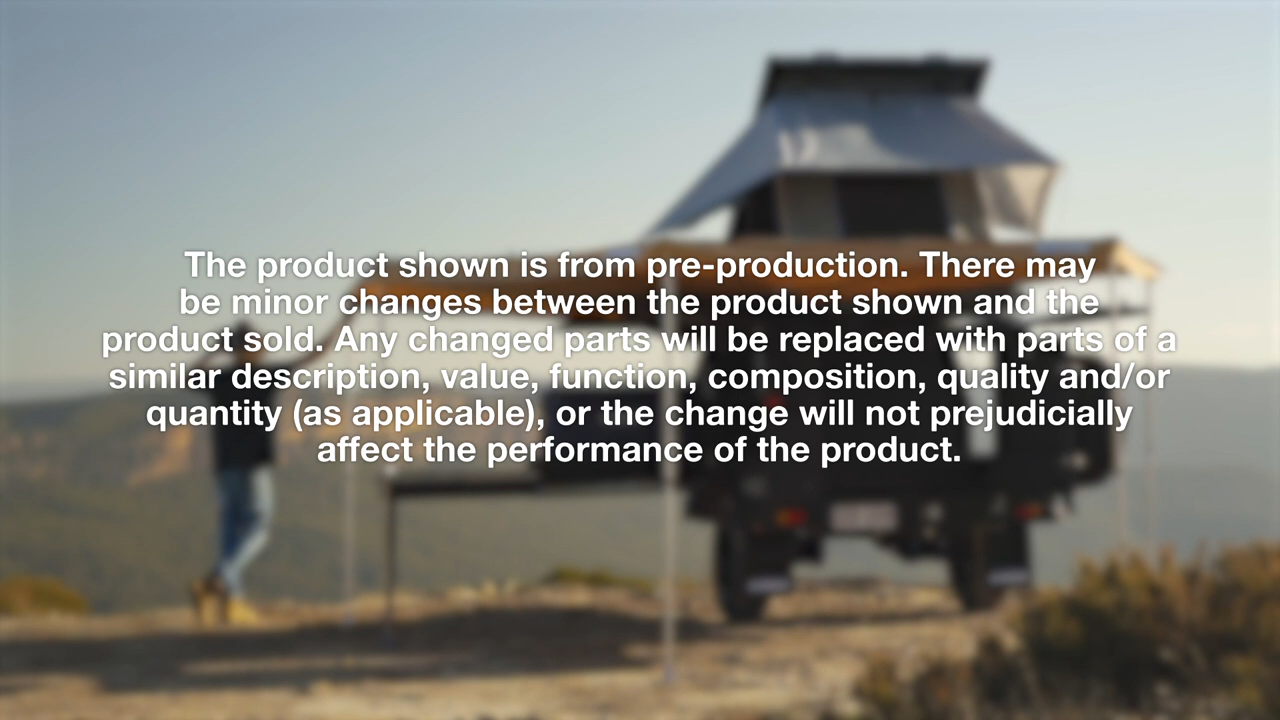 The product shown is from pre-production. There may
be minor changes between the product shown and the
product sold. Any changed parts will be replaced with parts of a
similar description, value, function, composition, quality and/or
quantity (as applicable), or the change will not prejudicially
affect the performance of the product.